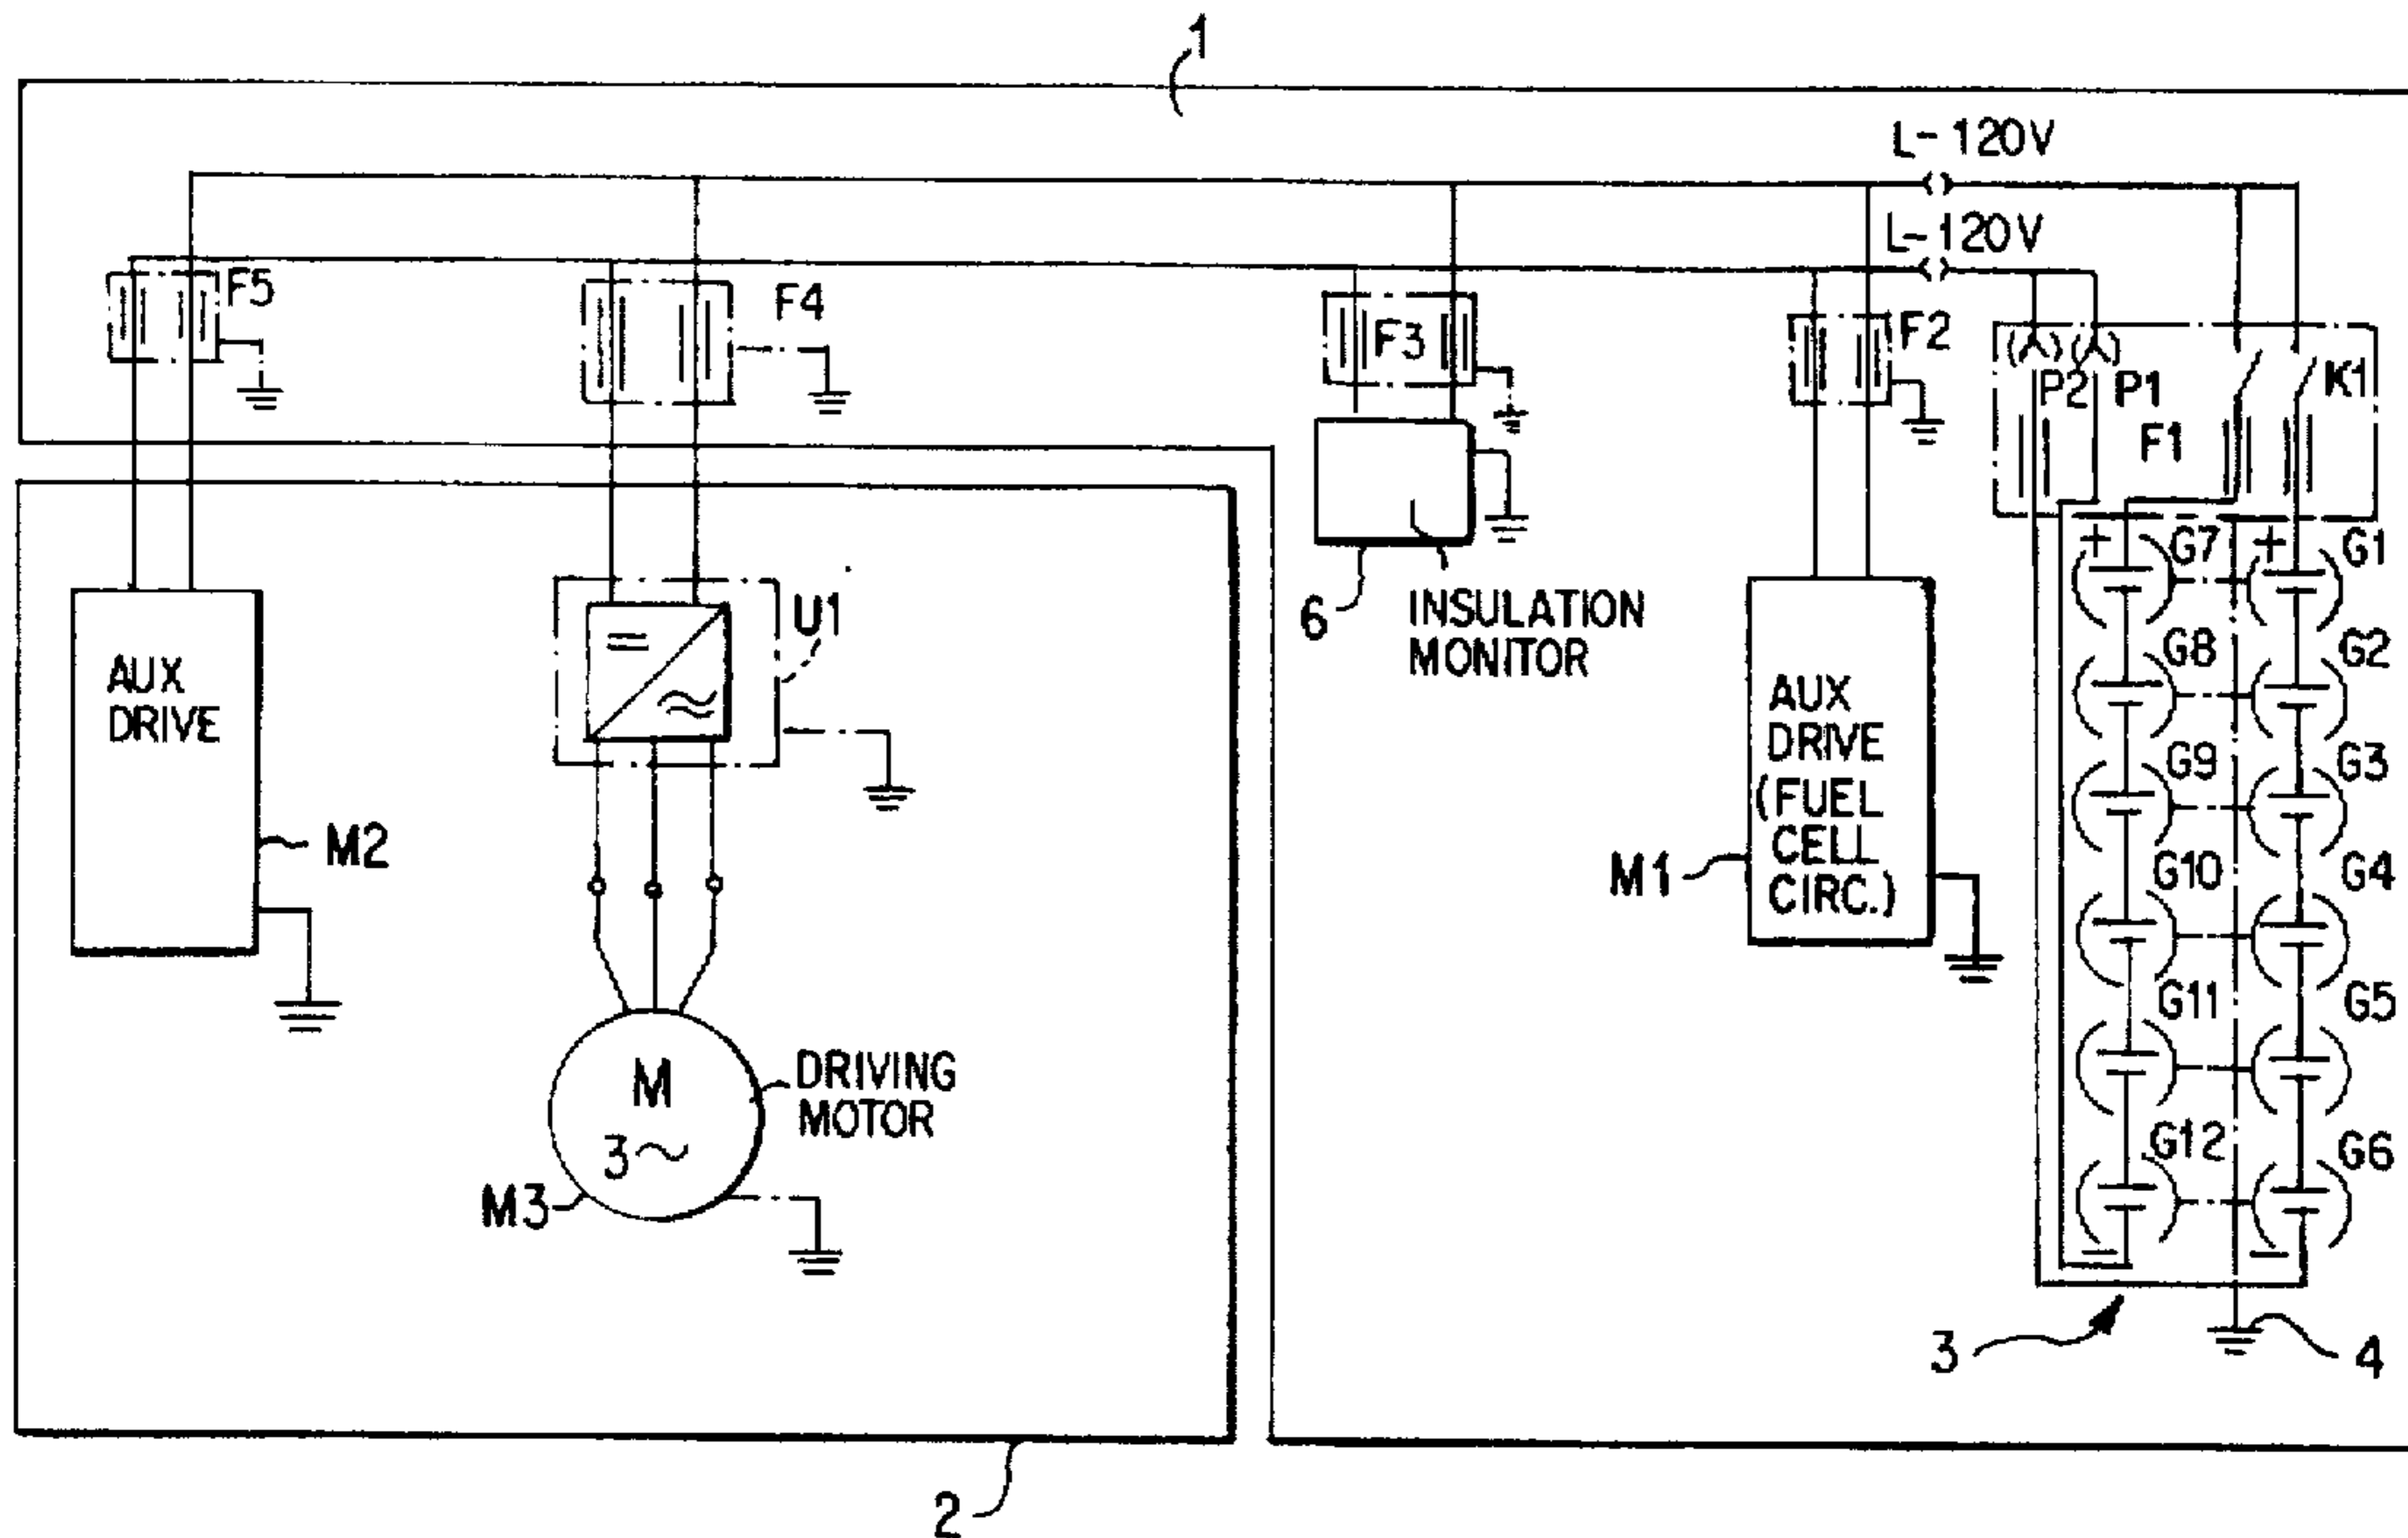 1
L-120V
L-120V
F5
F4
F3
F2
P2
P1
K1
F1
+
G7
+
G1
6
INSULATION
MONITOR
U1
G8
G2
AUX
DRIVE
AUX
DRIVE
(FUEL
CELL
CIRC.)
G9
G3
M2
M1
G10
G4
G11
G5
M
3~
DRIVING
MOTOR
M3
G12
G6
−
−
3
4
2